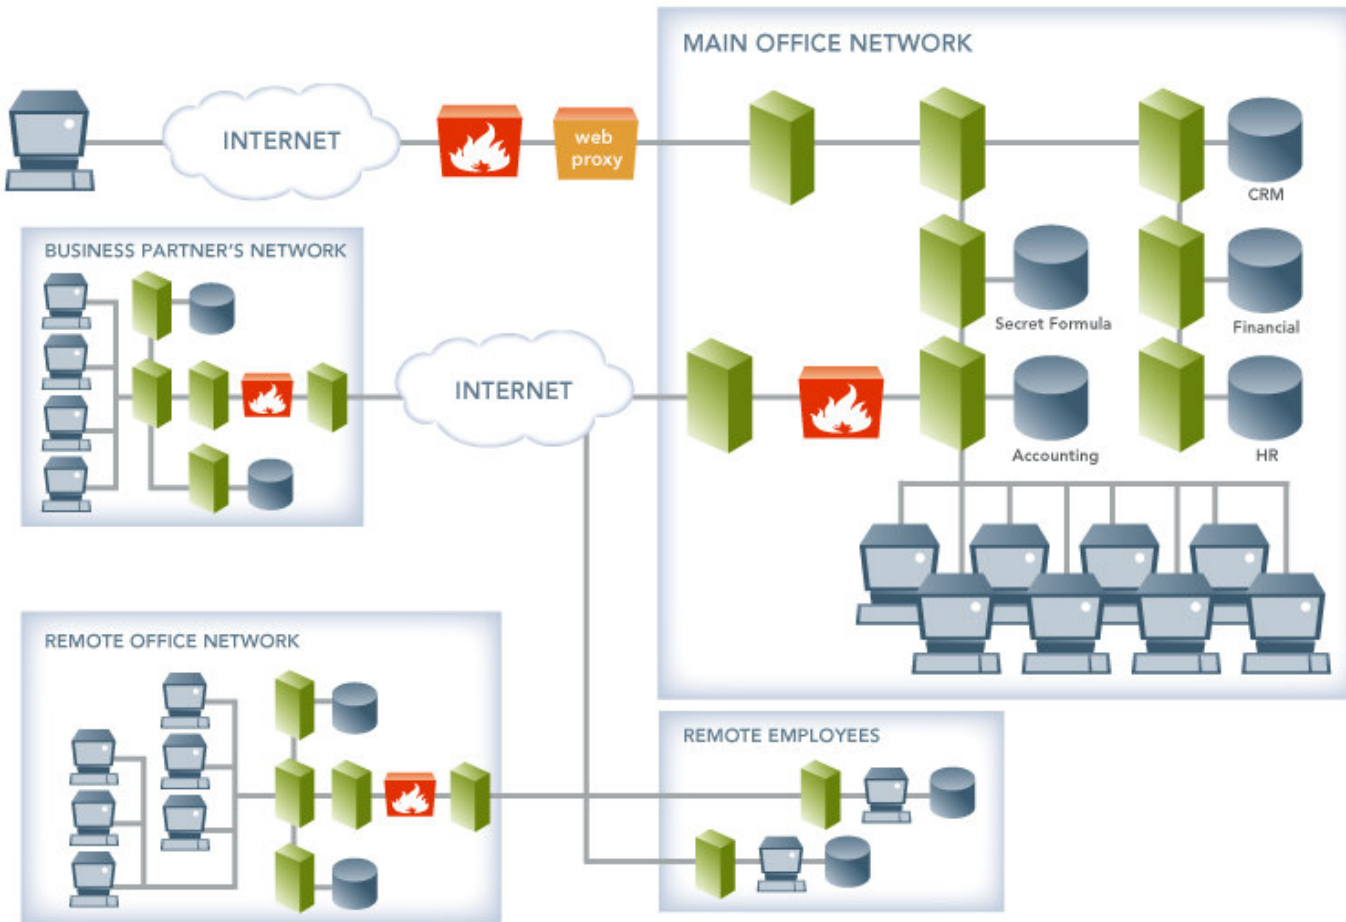 MAIN OFFICE NETWORK
INTERNET
web
proxy
CRM
BUSINESS PARTNER'S NETWORK
Secret Formula
Financial
INTERNET
Accounting
HR
REMOTE OFFICE NETWORK
REMOTE EMPLOYEES